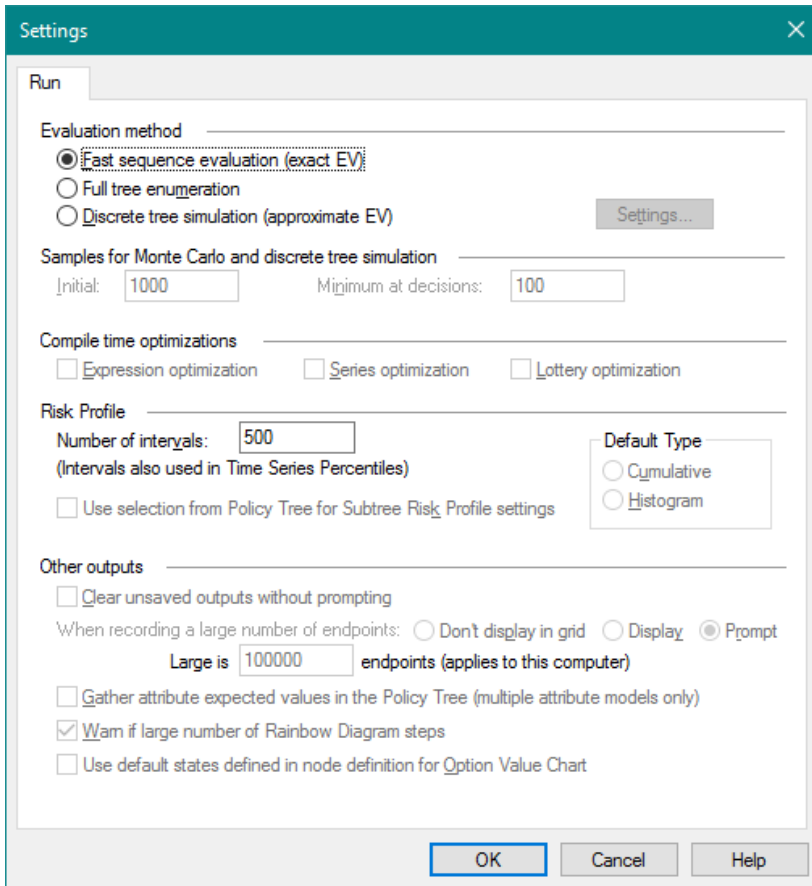 Settings
Run
Evaluation method
Fast sequence evaluation (exact EV)
Full tree enumeration
Discrete tree simulation (approximate EV)
Settings...
Samples for Monte Carlo and discrete tree simulation
Initial: 1000 Minimum at decisions: 100
Compile time optimizations
Expression optimization Series optimization Lottery optimization
Risk Profile
Number of intervals: 500
(Intervals also used in Time Series Percentiles)
Use selection from Policy Tree for Subtree Risk Profile settings
Default Type
Cumulative
Histogram
Other outputs
Clear unsaved outputs without prompting
When recording a large number of endpoints: Don't display in grid Display Prompt
Large is 100000 endpoints (applies to this computer)
Gather attribute expected values in the Policy Tree (multiple attribute models only)
Warn if large number of Rainbow Diagram steps
Use default states defined in node definition for Option Value Chart
OK Cancel Help